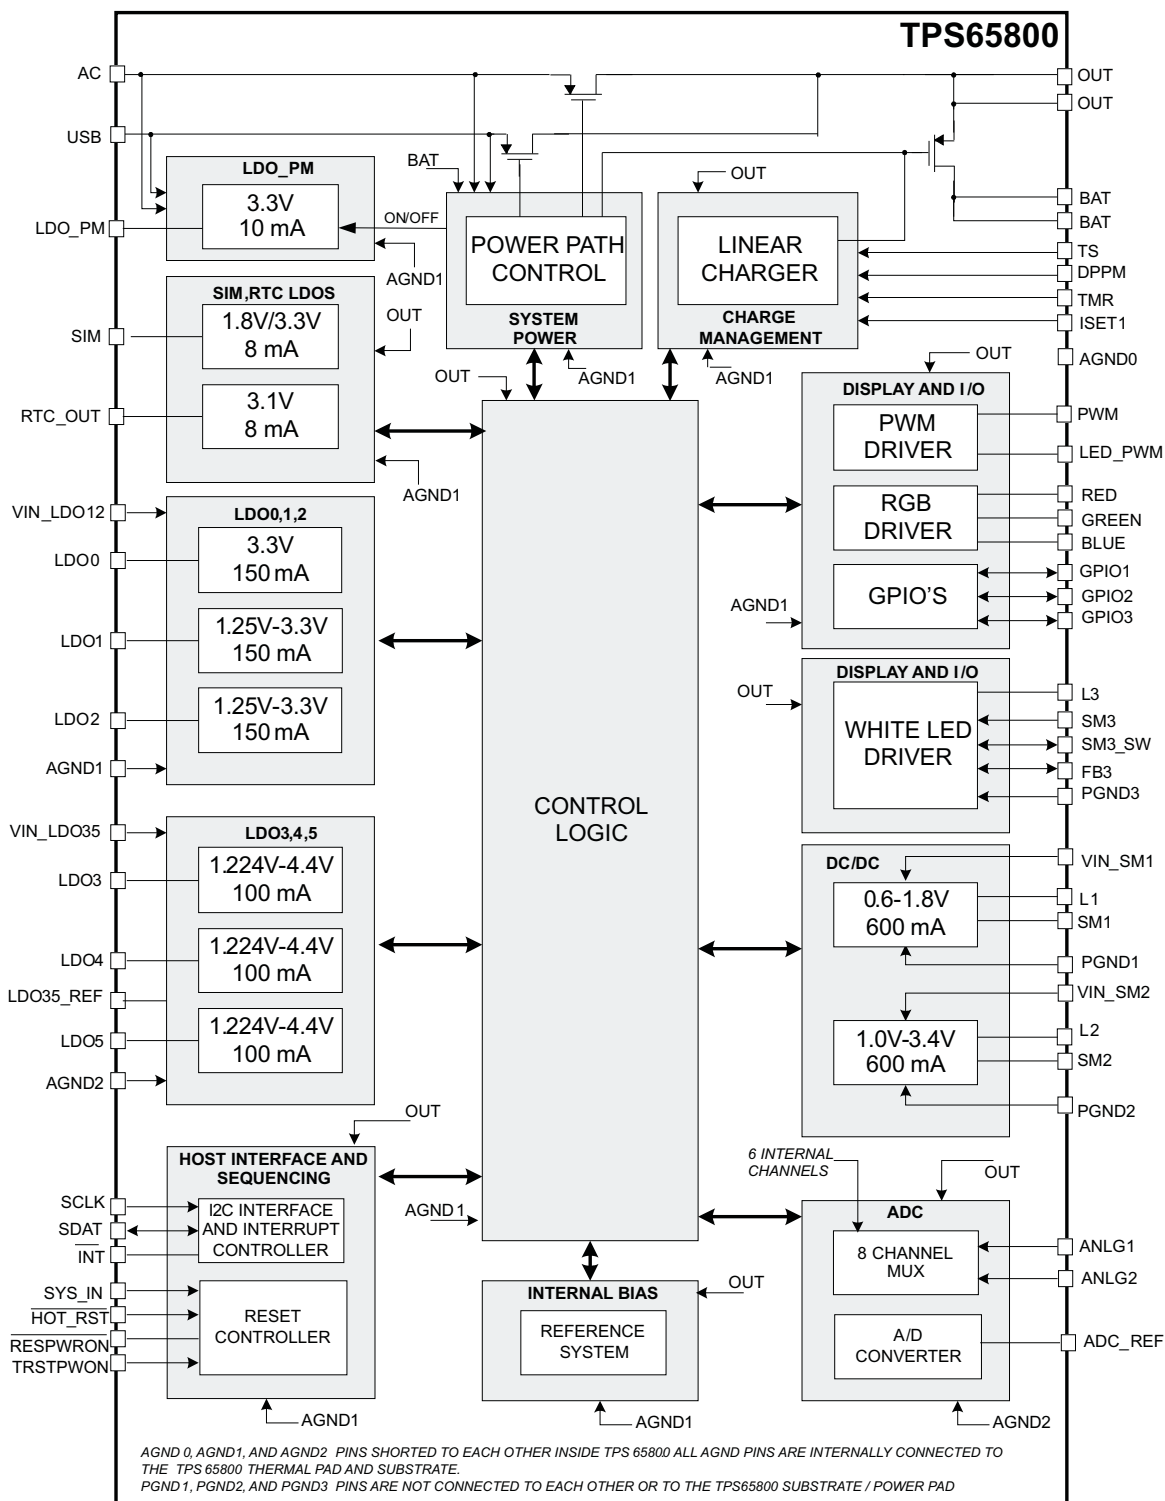 TPS65800
AC
OUT
OUT
USB
LDO_PM
BAT
OUT
3.3V
10 mA
ON/OFF
LDO_PM
AGND1
POWER PATH
CONTROL
SYSTEM
POWER
AGND1
LINEAR
CHARGER
CHARGE
MANAGEMENT
AGND1
BAT
BAT
TS
DPPM
TMR
ISET1
AGND0
SIM,RTC LDOS
1.8V/3.3V
8 mA
OUT
SIM
3.1V
8 mA
RTC_OUT
AGND1
OUT
OUT
DISPLAY AND I/O
PWM
DRIVER
PWM
LED_PWM
RGB
DRIVER
RED
GREEN
BLUE
GPIO'S
GPIO1
GPIO2
GPIO3
AGND1
VIN_LDO12
LDO0,1,2
3.3V
150 mA
LDO0
1.25V-3.3V
150 mA
LDO1
1.25V-3.3V
150 mA
LDO2
AGND1
CONTROL
LOGIC
DISPLAY AND I/O
OUT
WHITE LED
DRIVER
L3
SM3
SM3_SW
FB3
PGND3
VIN_LDO35
LDO3,4,5
1.224V-4.4V
100 mA
LDO3
1.224V-4.4V
100 mA
LDO4
LDO35_REF
1.224V-4.4V
100 mA
LDO5
AGND2
DC/DC
VIN_SM1
0.6-1.8V
600 mA
L1
SM1
PGND1
VIN_SM2
1.0V-3.4V
600 mA
L2
SM2
PGND2
OUT
HOST INTERFACE AND
SEQUENCING
SCLK
SDAT
INT
I2C INTERFACE
AND INTERRUPT
CONTROLLER
SYS_IN
HOT_RST
RESPWRON
TRSTPWON
RESET
CONTROLLER
AGND1
AGND1
INTERNAL BIAS
OUT
REFERENCE
SYSTEM
AGND1
6 INTERNAL
CHANNELS
OUT
ADC
8 CHANNEL
MUX
ANLG1
ANLG2
A/D
CONVERTER
ADC_REF
AGND2
AGND 0, AGND1, AND AGND2 PINS SHORTED TO EACH OTHER INSIDE TPS 65800 ALL AGND PINS ARE INTERNALLY CONNECTED TO
THE TPS 65800 THERMAL PAD AND SUBSTRATE.
PGND1, PGND2, AND PGND3 PINS ARE NOT CONNECTED TO EACH OTHER OR TO THE TPS65800 SUBSTRATE / POWER PAD